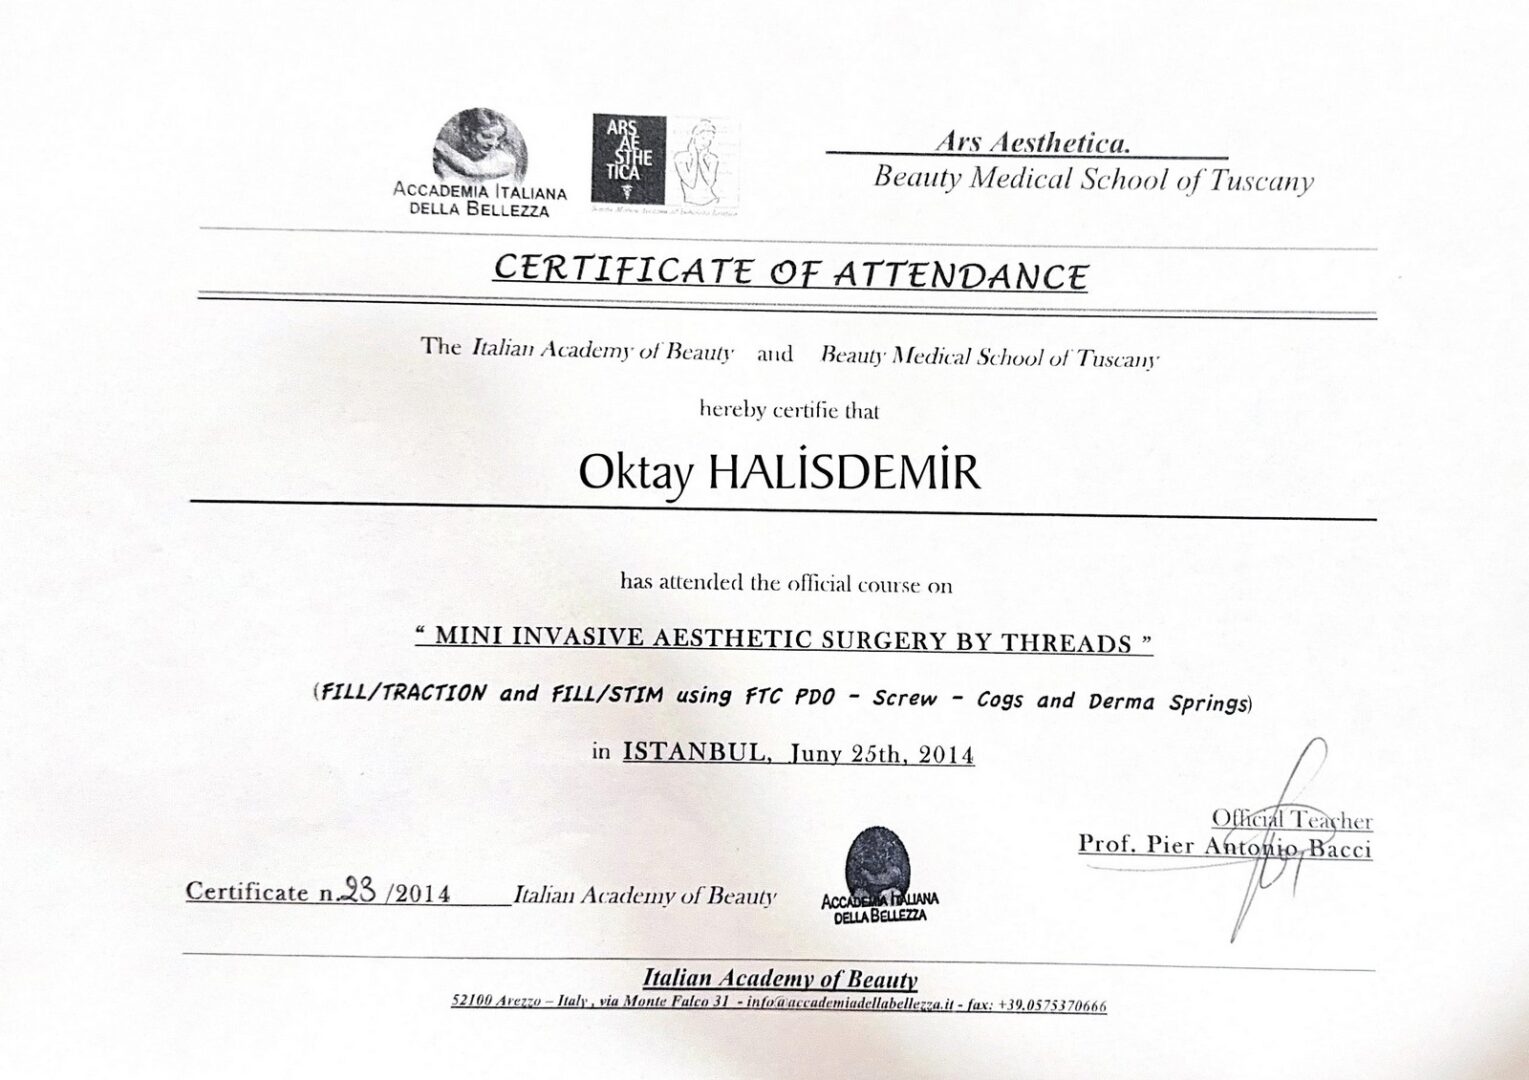 ACCADEMIA ITALIANA
DELLA BELLEZZA
ARS
AE
STHE
TICA
Ars Aesthetica.
Beauty Medical School of Tuscany
CERTIFICATE OF ATTENDANCE
The Italian Academy of Beauty and Beauty Medical School of Tuscany
hereby certifie that
Oktay HALİSDEMİR
has attended the official course on
“ MINI INVASIVE AESTHETIC SURGERY BY THREADS ”
(FILL/TRACTION and FILL/STIM using FTC PDO - Screw - Cogs and Derma Springs)
in ISTANBUL, Juny 25th, 2014
Official Teacher
Prof. Pier Antonio Bacci
Certificate n.23 /2014 Italian Academy of Beauty
ACCADEMIA ITALIANA
DELLA BELLEZZA
Italian Academy of Beauty
52100 Arezzo – Italy , via Monte Falco 31 - info@accademiadellabellezza.it - fax: +39.0575370666